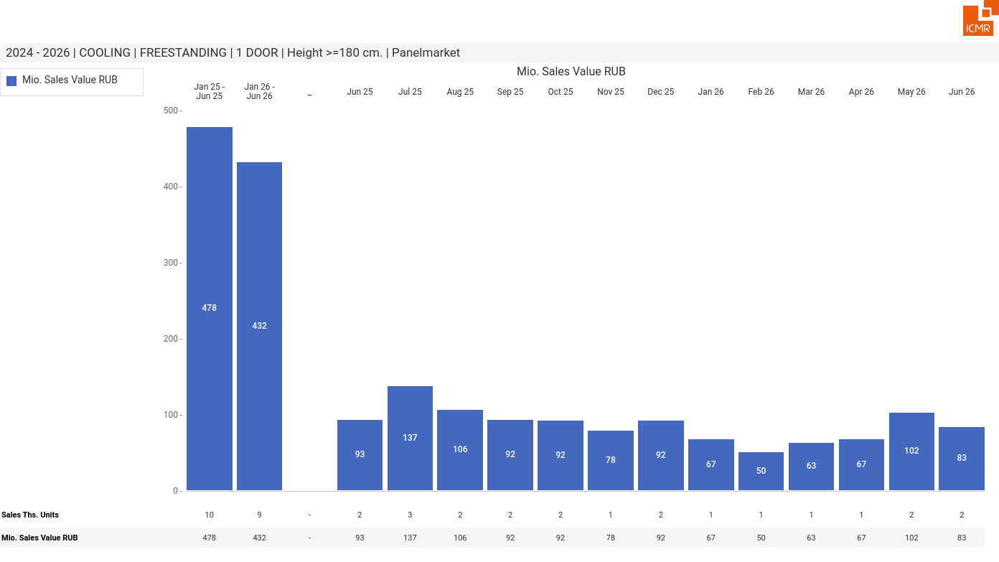 ICMR
2024 - 2026 | COOLING | FREESTANDING | 1 DOOR | Height >=180 cm. | Panelmarket
Mio. Sales Value RUB
Mio. Sales Value RUB
Jan 25 - Jan 26 -
Jun 25 Jun 26 – Jun 25 Jul 25 Aug 25 Sep 25 Oct 25 Nov 25 Dec 25 Jan 26 Feb 26 Mar 26 Apr 26 May 26 Jun 26
500
400
300
200
100
0
478 432 93 137 106 92 92 78 92 67 50 63 67 102 83
Sales Ths. Units 10 9 - 2 3 2 2 2 1 2 1 1 1 1 2 2
Mio. Sales Value RUB 478 432 - 93 137 106 92 92 78 92 67 50 63 67 102 83